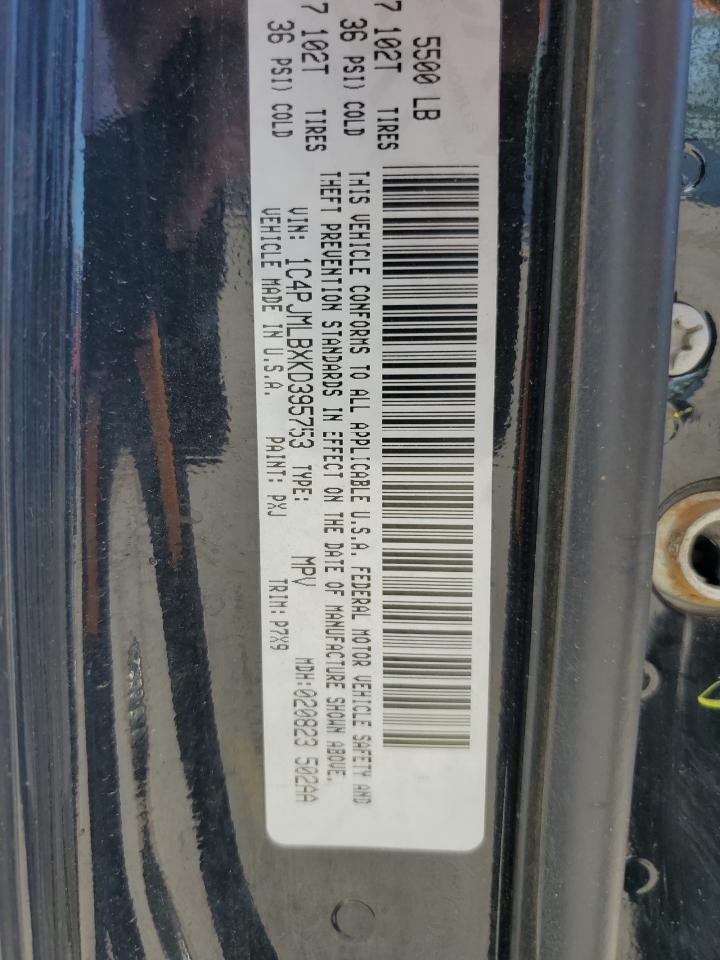 5500 LB
7 102T TIRES
36 PSI) COLD
7 102T TIRES
36 PSI) COLD
THIS VEHICLE CONFORMS TO ALL APPLICABLE U.S.A. FEDERAL MOTOR VEHICLE SAFETY AND
THEFT PREVENTION STANDARDS IN EFFECT ON THE DATE OF MANUFACTURE SHOWN ABOVE.
VIN: 1C4PJMLBXKD395753 TYPE: MPV MDH:020823 502AA
VEHICLE MADE IN U.S.A. PAINT: PXJ TRIM: P7X9